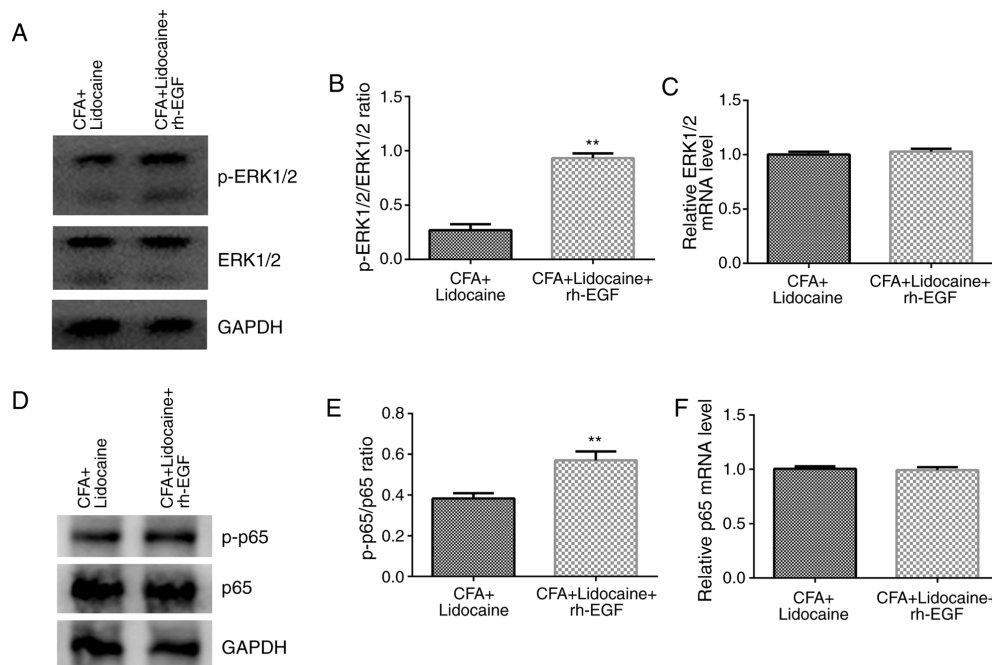 A
CFA+
Lidocaine
CFA+Lidocaine+
rh-EGF
p-ERK1/2
ERK1/2
GAPDH
B
p-ERK1/2/ERK1/2 ratio
1.5
1.0
0.5
0.0
**
CFA+
Lidocaine
CFA+Lidocaine+
rh-EGF
C
Relative ERK1/2
mRNA level
1.5
1.0
0.5
0.0
CFA+
Lidocaine
CFA+Lidocaine+
rh-EGF
D
CFA+
Lidocaine
CFA+Lidocaine+
rh-EGF
p-p65
p65
GAPDH
E
p-p65/p65 ratio
0.8
0.6
0.4
0.2
0.0
**
CFA+
Lidocaine
CFA+Lidocaine+
rh-EGF
F
Relative p65 mRNA level
1.5
1.0
0.5
0.0
CFA+
Lidocaine
CFA+Lidocaine+
rh-EGF